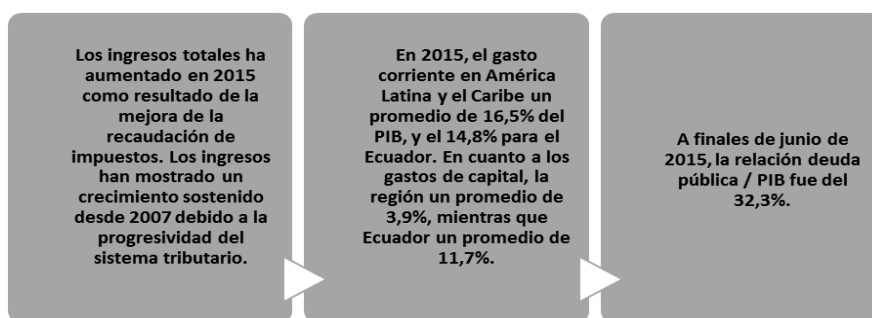 Los ingresos totales ha
aumentado en 2015
como resultado de la
mejora de la
recaudación de
impuestos. Los ingresos
han mostrado un
crecimiento sostenido
desde 2007 debido a la
progresividad del
sistema tributario.
En 2015, el gasto
corriente en América
Latina y el Caribe un
promedio de 16,5% del
PIB, y el 14,8% para el
Ecuador. En cuanto a los
gastos de capital, la
región un promedio de
3,9%, mientras que
Ecuador un promedio de
11,7%.
A finales de junio de
2015, la relación deuda
pública / PIB fue del
32,3%.